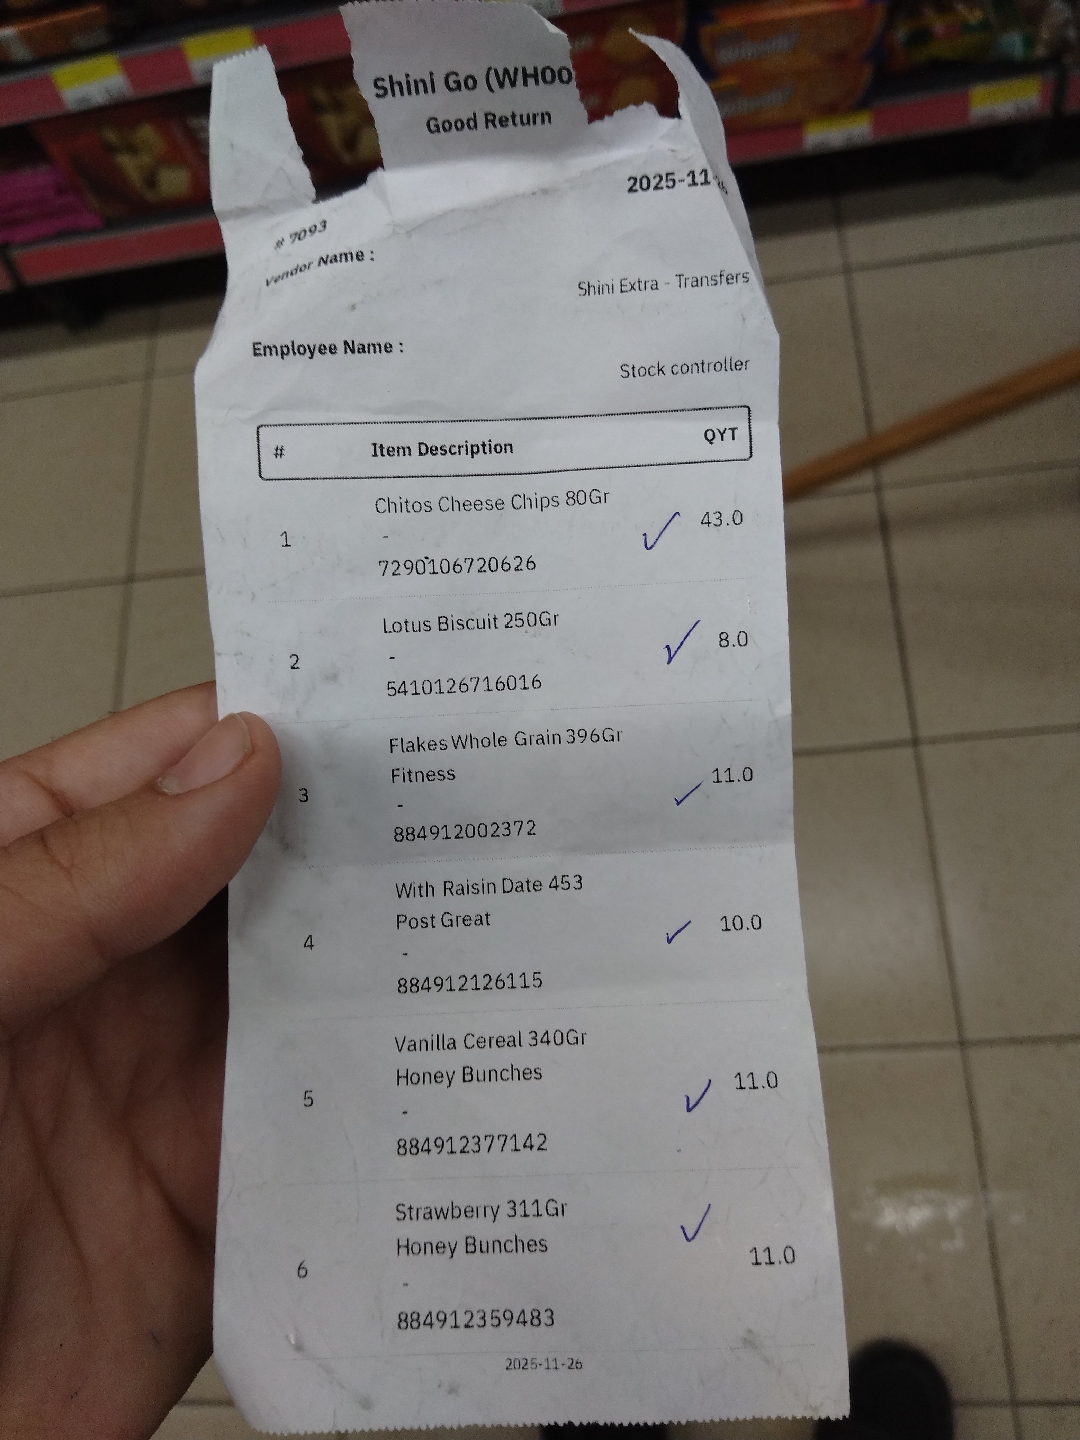 Shini Go (WH00
Good Return
2025-11-
# 7093
Vendor Name :
Shini Extra - Transfers
Employee Name :
Stock controller
# Item Description QYT
Chitos Cheese Chips 80Gr
1 - 43.0
7290106720626
Lotus Biscuit 250Gr
2 - 8.0
5410126716016
Flakes Whole Grain 396Gr
Fitness
3 - 11.0
884912002372
With Raisin Date 453
Post Great
4 - 10.0
884912126115
Vanilla Cereal 340Gr
Honey Bunches
5 - 11.0
884912377142
Strawberry 311Gr
Honey Bunches
6 - 11.0
884912359483
2025-11-26